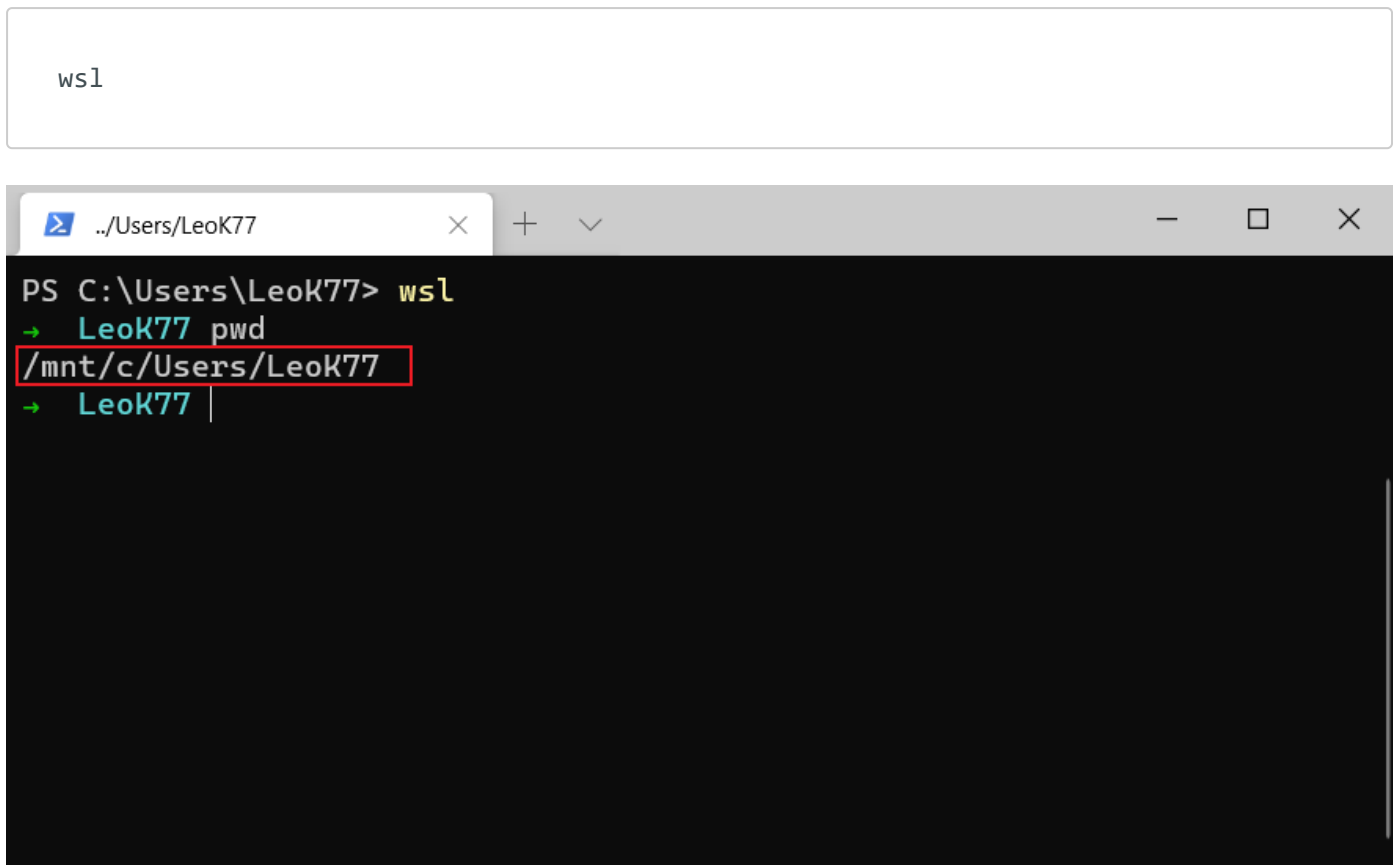 wsl
../Users/LeoK77
PS C:\Users\LeoK77> wsl
→ LeoK77 pwd
/mnt/c/Users/LeoK77
→ LeoK77